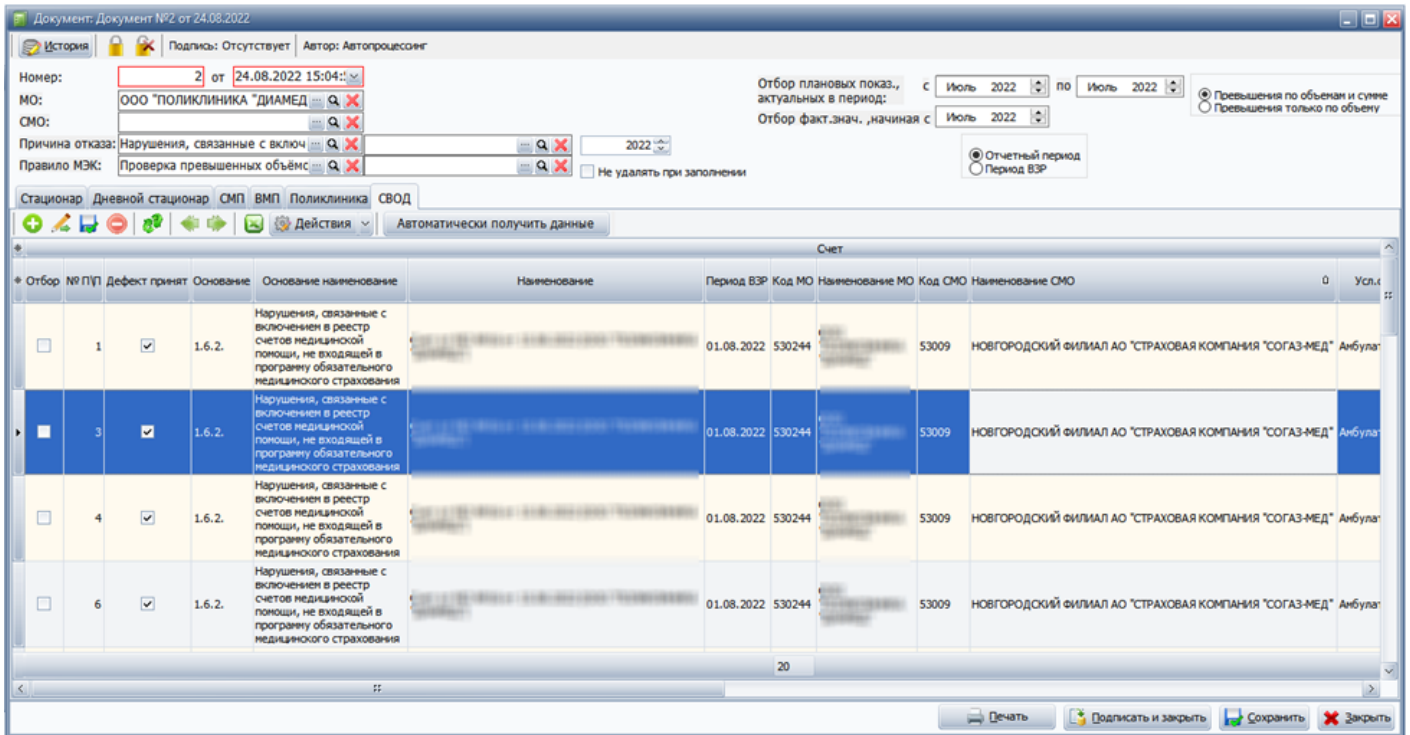 Документ: Документ №2 от 24.08.2022
История Подпись: Отсутствует Автор: Автопроцессинг
Номер: 2 от 24.08.2022 15:04:
Отбор плановых показ., актуальных в период: с Июль 2022 по Июль 2022
Превышения по объемам и сумме
Превышения только по объему
МО: ООО "ПОЛИКЛИНИКА "ДИАМЕД
СМО:
Отбор факт.знач. ,начиная с Июль 2022
Причина отказа: Нарушения, связанные с включ 2022
Отчетный период
Период ВЗР
Правило МЭК: Проверка превышенных объёмс Не удалять при заполнении
Стационар Дневной стационар СМП ВМП Поликлиника СВОД
Действия Автоматически получить данные
Счет
Отбор № П\П Дефект принят Основание Основание наименование Наименование Период ВЗР Код МО Наименование МО Код СМО Наименование СМО Усл.с
1 1.6.2. Нарушения, связанные с
включением в реестр
счетов медицинской
помощи, не входящей в
программу обязательного
медицинского страхования
01.08.2022 530244 53009 НОВГОРОДСКИЙ ФИЛИАЛ АО "СТРАХОВАЯ КОМПАНИЯ "СОГАЗ-МЕД" Амбулат
3 1.6.2. Нарушения, связанные с
включением в реестр
счетов медицинской
помощи, не входящей в
программу обязательного
медицинского страхования
01.08.2022 530244 53009 НОВГОРОДСКИЙ ФИЛИАЛ АО "СТРАХОВАЯ КОМПАНИЯ "СОГАЗ-МЕД" Амбулат
4 1.6.2. Нарушения, связанные с
включением в реестр
счетов медицинской
помощи, не входящей в
программу обязательного
медицинского страхования
01.08.2022 530244 53009 НОВГОРОДСКИЙ ФИЛИАЛ АО "СТРАХОВАЯ КОМПАНИЯ "СОГАЗ-МЕД" Амбулат
6 1.6.2. Нарушения, связанные с
включением в реестр
счетов медицинской
помощи, не входящей в
программу обязательного
медицинского страхования
01.08.2022 530244 53009 НОВГОРОДСКИЙ ФИЛИАЛ АО "СТРАХОВАЯ КОМПАНИЯ "СОГАЗ-МЕД" Амбулат
20
Печать Подписать и закрыть Сохранить Закрыть